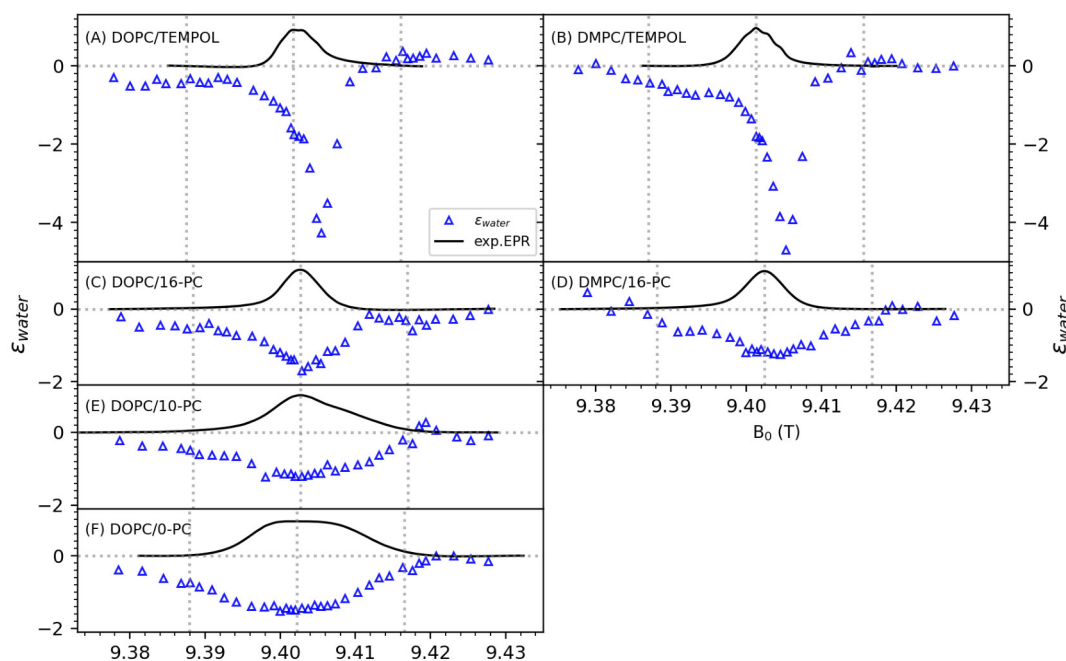 (A) DOPC/TEMPOL
(B) DMPC/TEMPOL
0
0
−2
−2
−4
−4
ε_water
exp.EPR
(C) DOPC/16-PC
(D) DMPC/16-PC
0
0
ε_water
ε_water
−2
−2
9.38 9.39 9.40 9.41 9.42 9.43
B₀ (T)
(E) DOPC/10-PC
0
−2
(F) DOPC/0-PC
0
−2
9.38 9.39 9.40 9.41 9.42 9.43